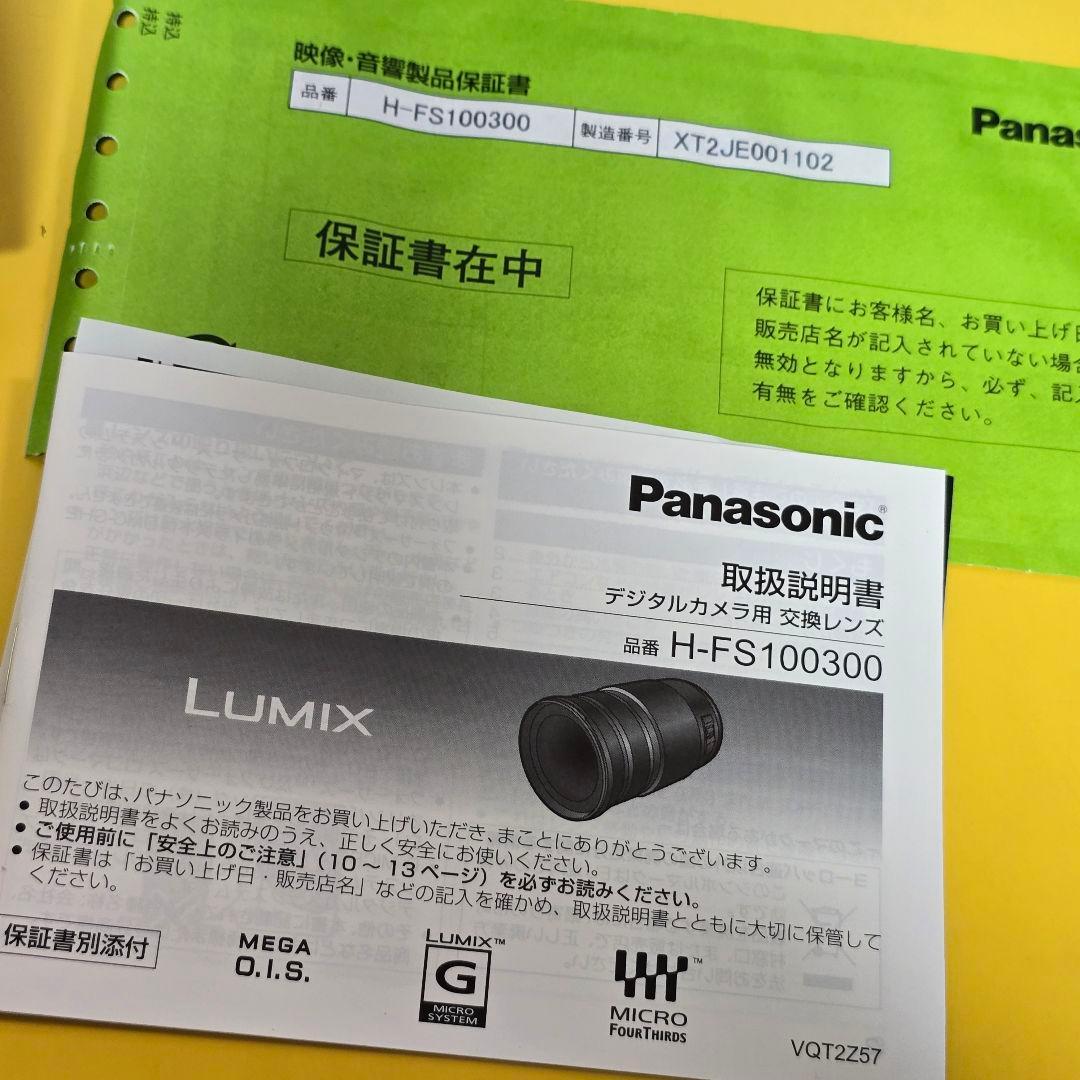 持込
持込
映像・音響製品保証書
品番 H-FS100300 製造番号 XT2JE001102
Panas
保証書在中
保証書にお客様名、お買い上げ日
販売店名が記入されていない場合
無効となりますから、必ず、記入
有無をご確認ください。
Panasonic®
取扱説明書
デジタルカメラ用 交換レンズ
品番 H-FS100300
LUMIX
このたびは、パナソニック製品をお買い上げいただき、まことにありがとうございます。
● 取扱説明書をよくお読みのうえ、正しく安全にお使いください。
● ご使用前に「安全上のご注意」(10 ~ 13 ページ) を必ずお読みください。
● 保証書は「お買い上げ日・販売店名」などの記入を確かめ、取扱説明書とともに大切に保管して
ください。
保証書別添付
MEGA
O.I.S.
LUMIX™
G
MICRO
SYSTEM
™
MICRO
FOURTHIRDS
VQT2Z57